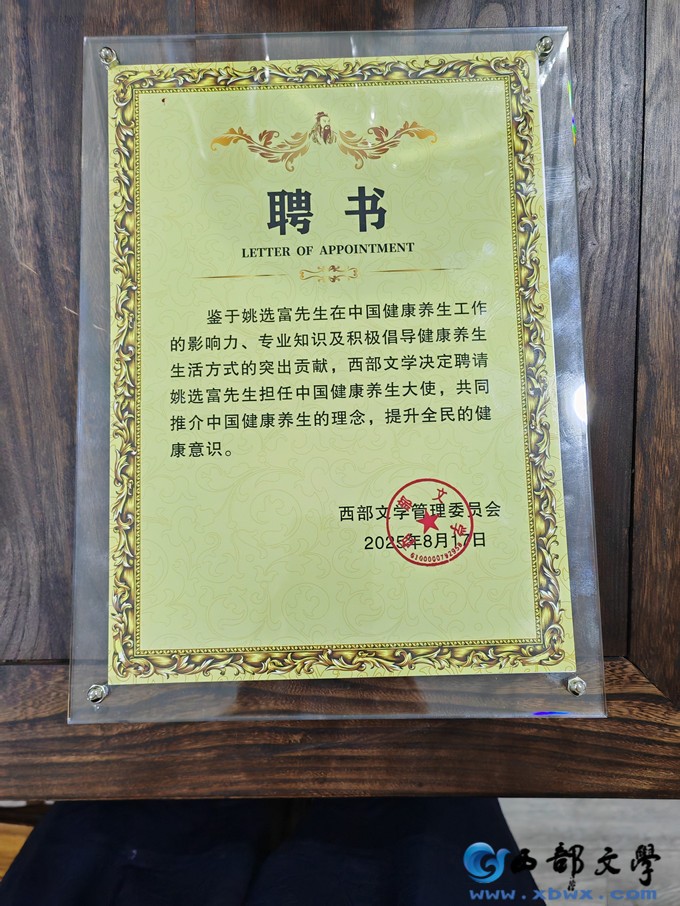 聘书
LETTER OF APPOINTMENT
鉴于姚选富先生在中国健康养生工作
的影响力、专业知识及积极倡导健康养生
生活方式的突出贡献，西部文学决定聘请
姚选富先生担任中国健康养生大使，共同
推介中国健康养生的理念，提升全民的健
康意识。
西部文学管理委员会
2025年8月17日
西部文学
www.xbwx.com